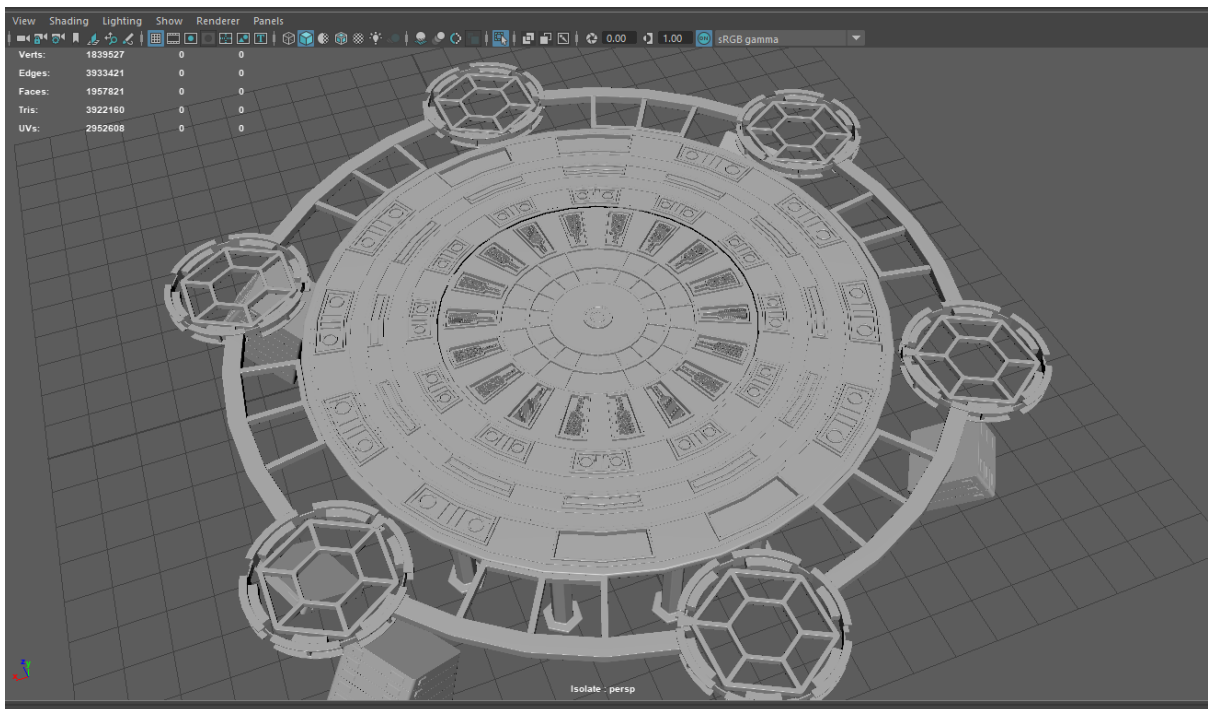 View Shading Lighting Show Renderer Panels
0.00 1.00 ON sRGB gamma
Verts: 1839527 0 0
Edges: 3933421 0 0
Faces: 1957821 0 0
Tris: 3922160 0 0
UVs: 2952608 0 0
Isolate : persp